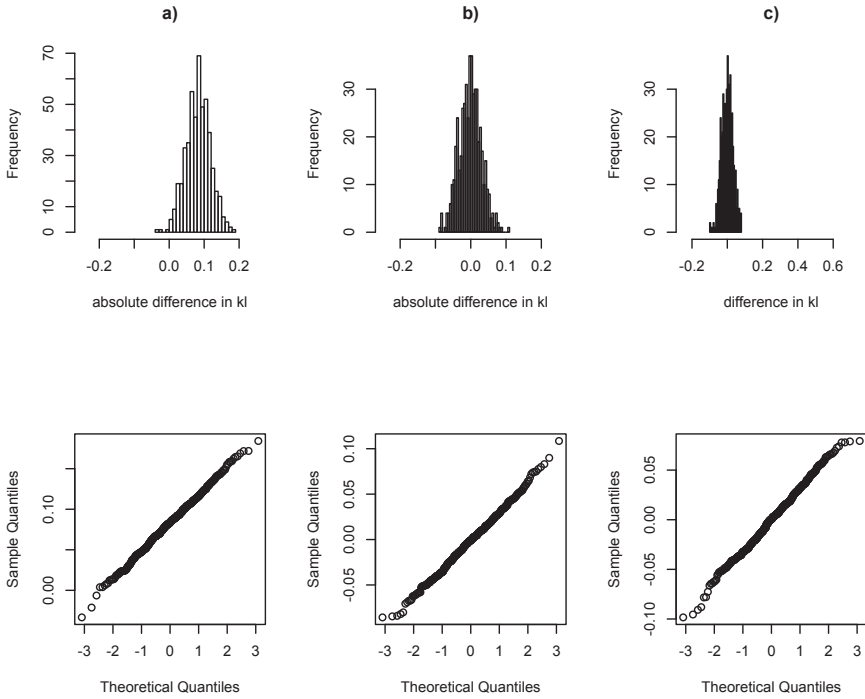 a)
b)
c)
Frequency
0 10 30 50 70
-0.2 0.0 0.1 0.2
absolute difference in kl
Frequency
0 10 20 30
-0.2 0.0 0.2
absolute difference in kl
Frequency
0 10 20 30
-0.2 0.2 0.4 0.6
difference in kl
Sample Quantiles
0.00 0.10
-3 -2 -1 0 1 2 3
Theoretical Quantiles
Sample Quantiles
-0.05 0.00 0.05 0.10
-3 -2 -1 0 1 2 3
Theoretical Quantiles
Sample Quantiles
-0.10 -0.05 0.00 0.05
-3 -2 -1 0 1 2 3
Theoretical Quantiles